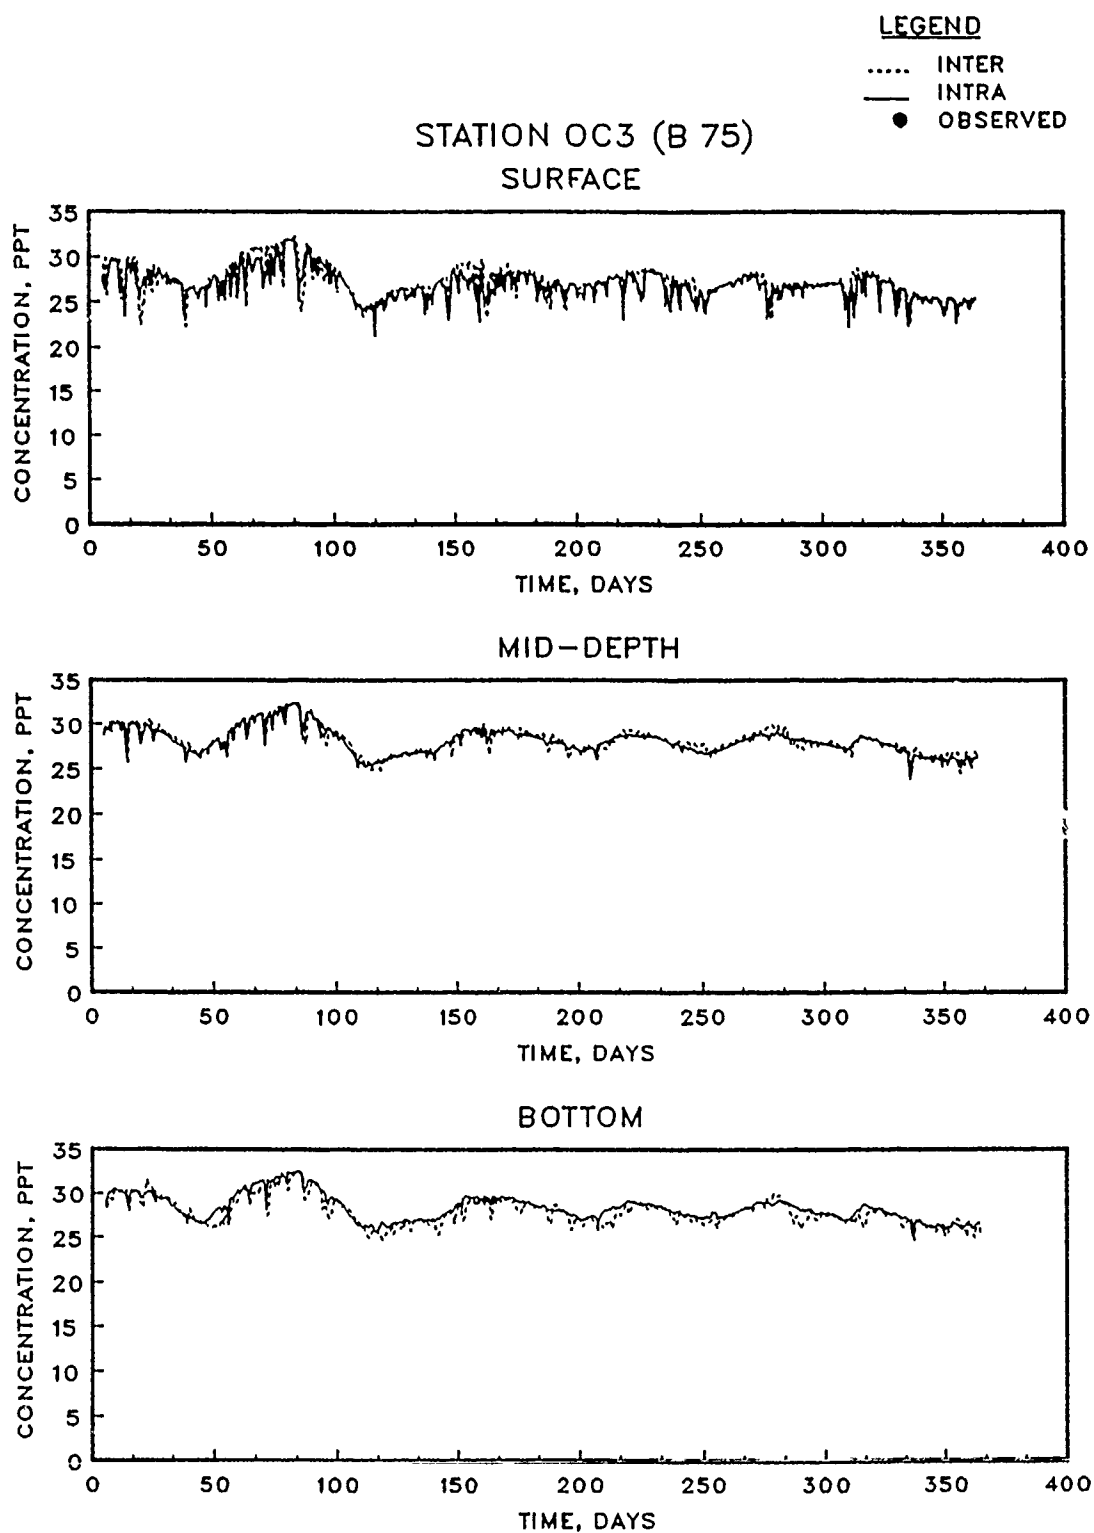 LEGEND
INTER
INTRA
OBSERVED
STATION OC3 (B 75)
SURFACE
CONCENTRATION, PPT
35
30
25
20
15
10
5
0
0 50 100 150 200 250 300 350 400
TIME, DAYS
MID-DEPTH
CONCENTRATION, PPT
35
30
25
20
15
10
5
0
0 50 100 150 200 250 300 350 400
TIME, DAYS
BOTTOM
CONCENTRATION, PPT
35
30
25
20
15
10
5
0
0 50 100 150 200 250 300 350 400
TIME, DAYS